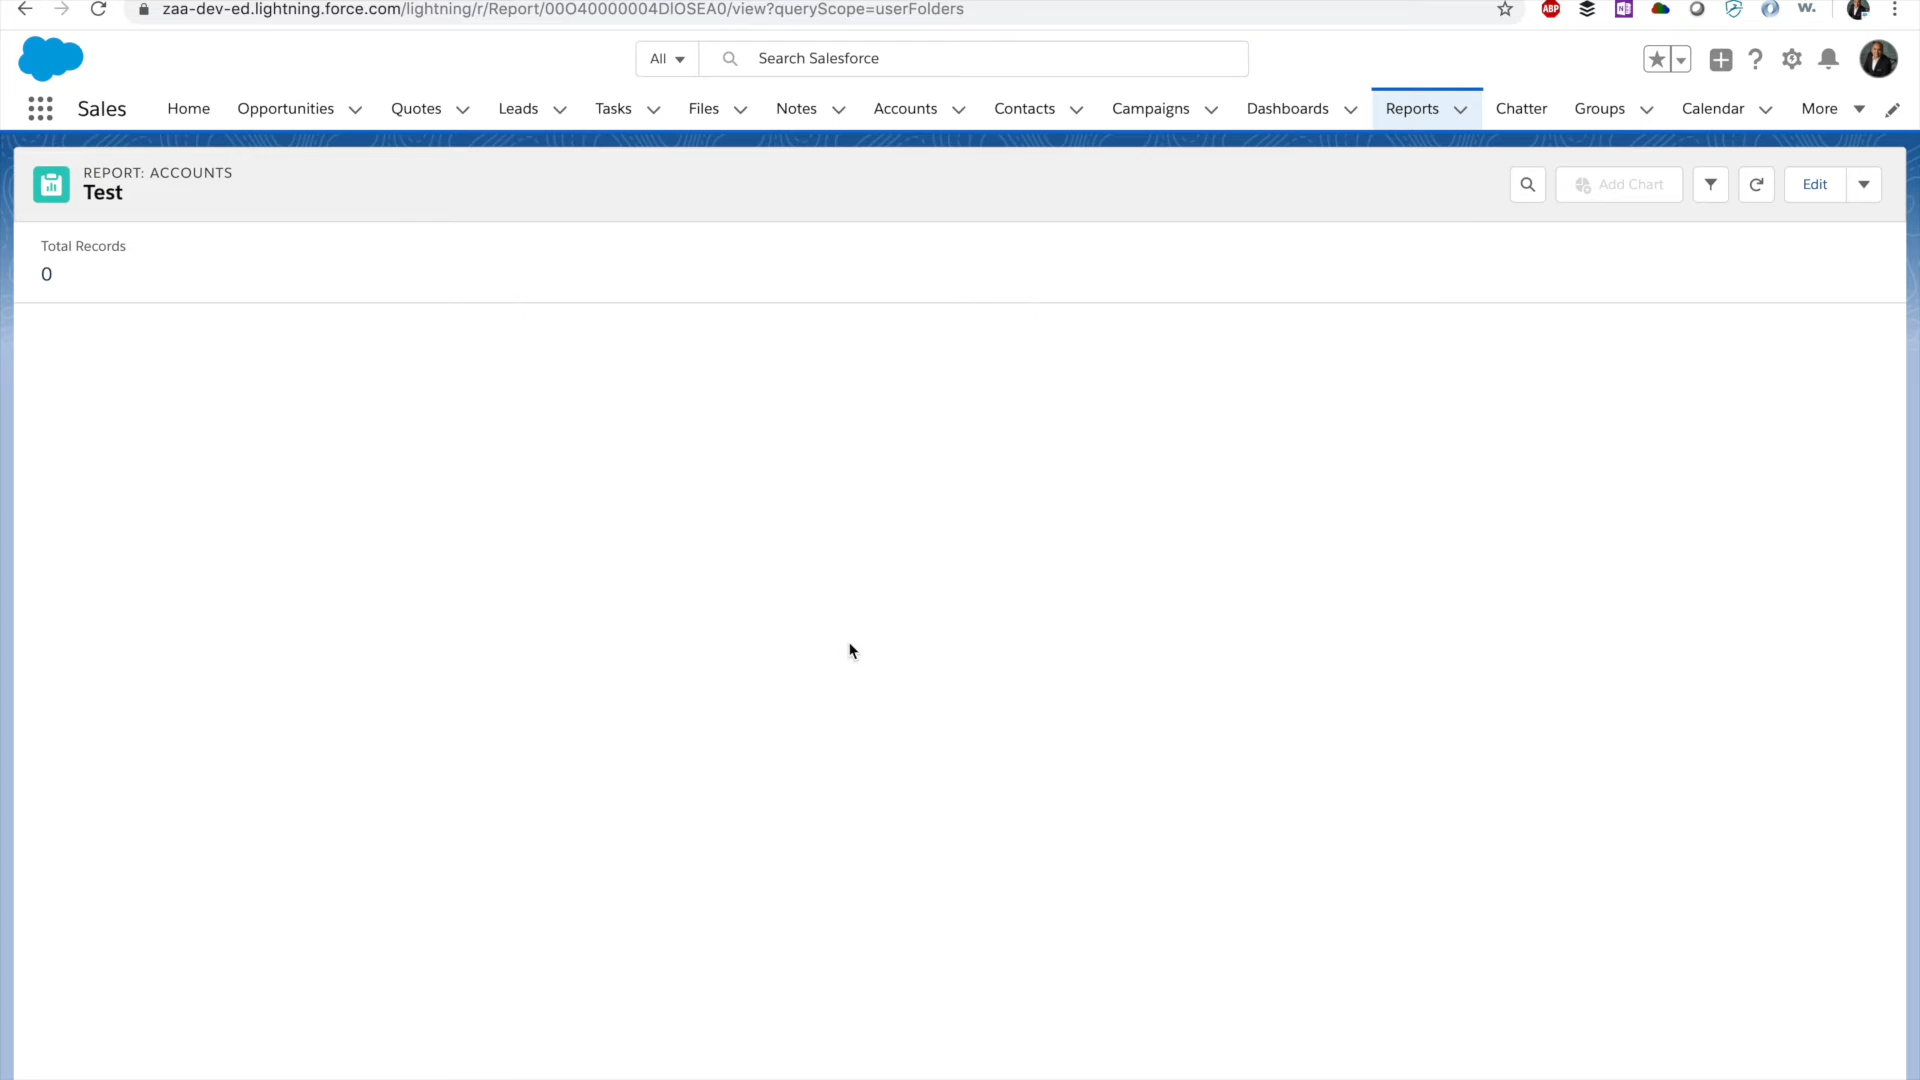 zaa-dev-ed.lightning.force.com/lightning/r/Report/00O40000004DIOSEA0/view?queryScope=userFolders
ABP
N
w.
All
Search Salesforce
Sales
Home
Opportunities
Quotes
Leads
Tasks
Files
Notes
Accounts
Contacts
Campaigns
Dashboards
Reports
Chatter
Groups
Calendar
More
REPORT: ACCOUNTS
Test
Add Chart
Edit
Total Records
0